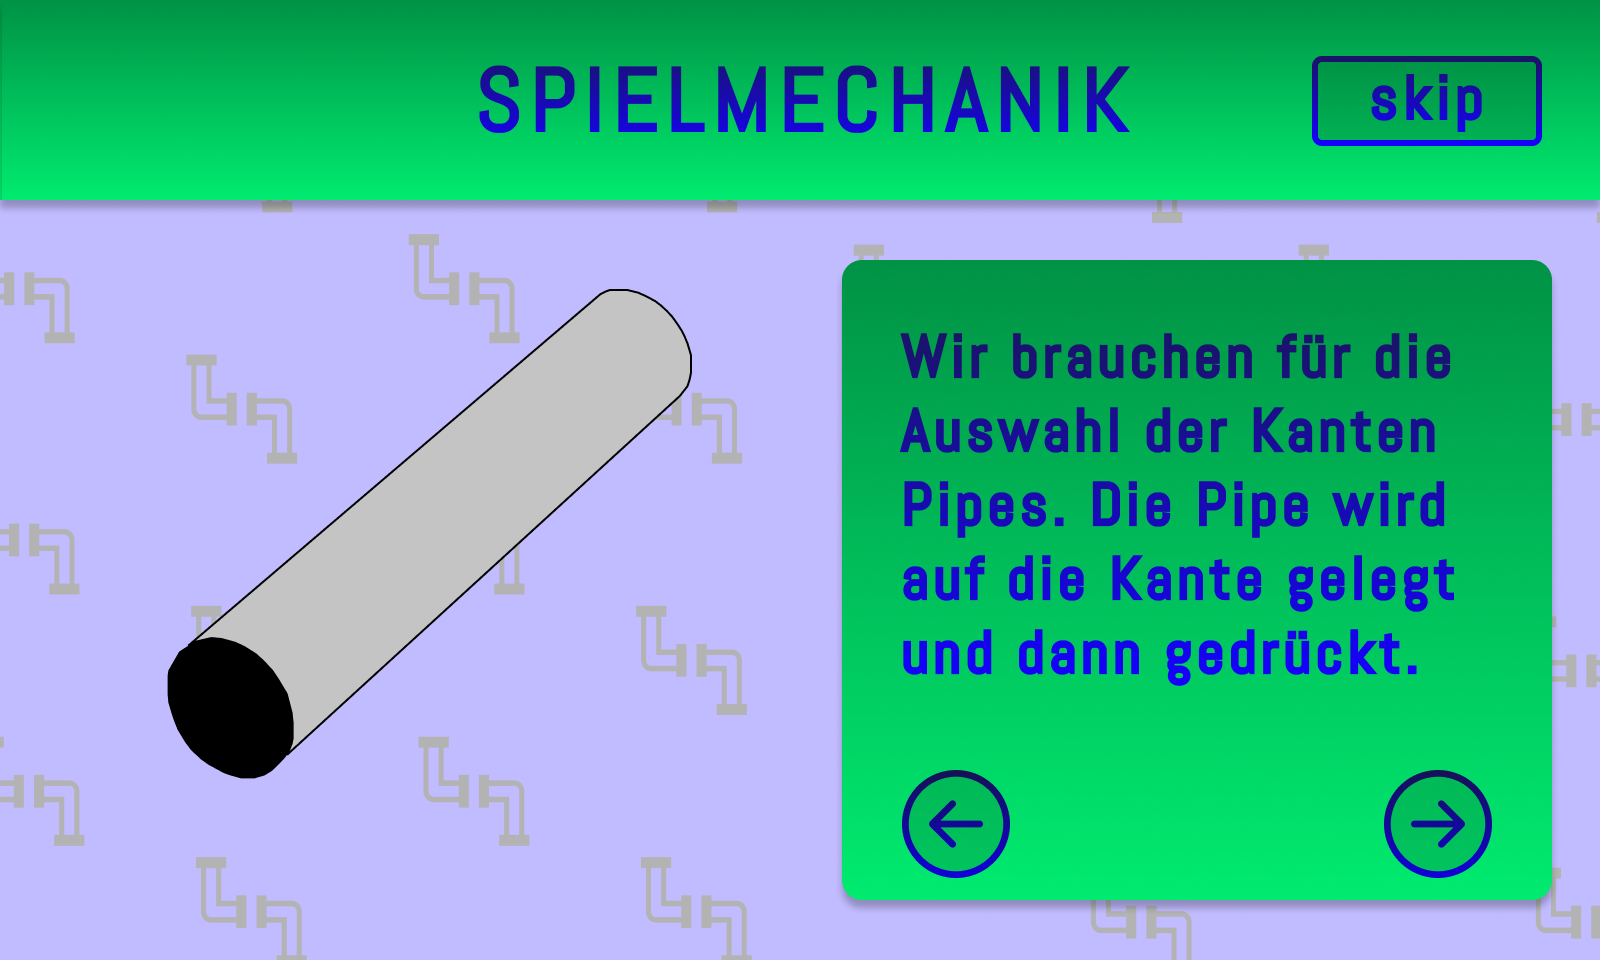 SPIELMECHANIK
skip
Wir brauchen für die
Auswahl der Kanten
Pipes. Die Pipe wird
auf die Kante gelegt
und dann gedrückt.